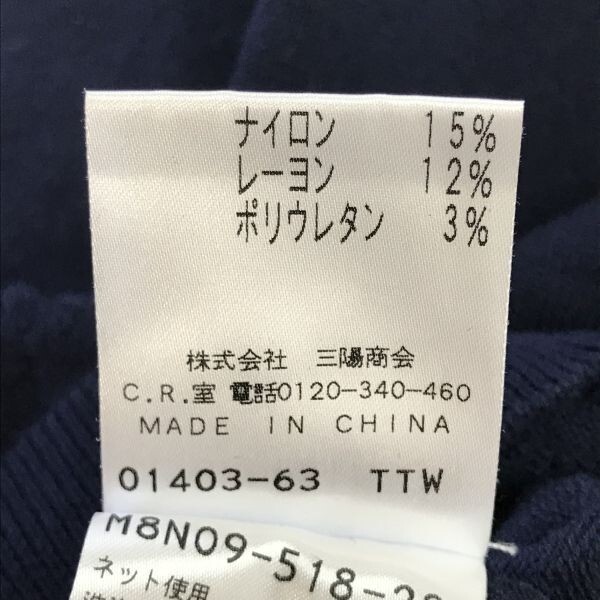 ナイロン 15%
レーヨン 12%
ポリウレタン 3%
株式会社 三陽商会
C.R.室 電話0120-340-460
MADE IN CHINA
01403-63 TTW
M8N09-518-28
ネット使用